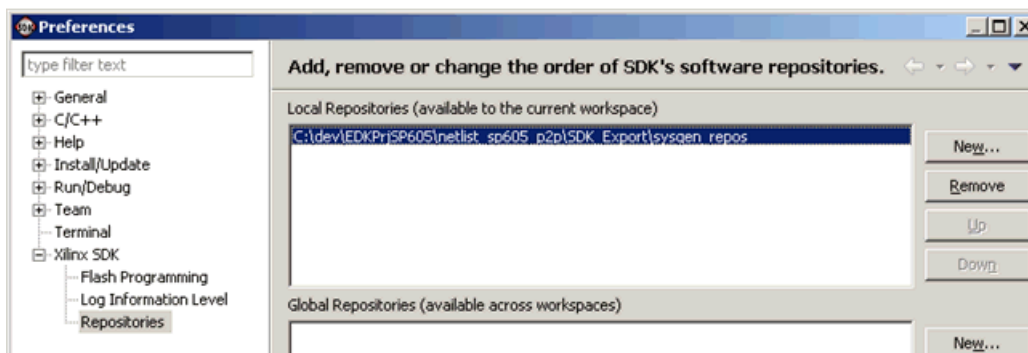 Preferences
type filter text
General
C/C++
Help
Install/Update
Run/Debug
Team
Terminal
Xilinx SDK
Flash Programming
Log Information Level
Repositories
Add, remove or change the order of SDK's software repositories.
Local Repositories (available to the current workspace)
C:\dev\EDKPrjSP605\netlist_sp605_p2p\SDK_Export\sysgen_repos
New...
Remove
Up
Down
Global Repositories (available across workspaces)
New...